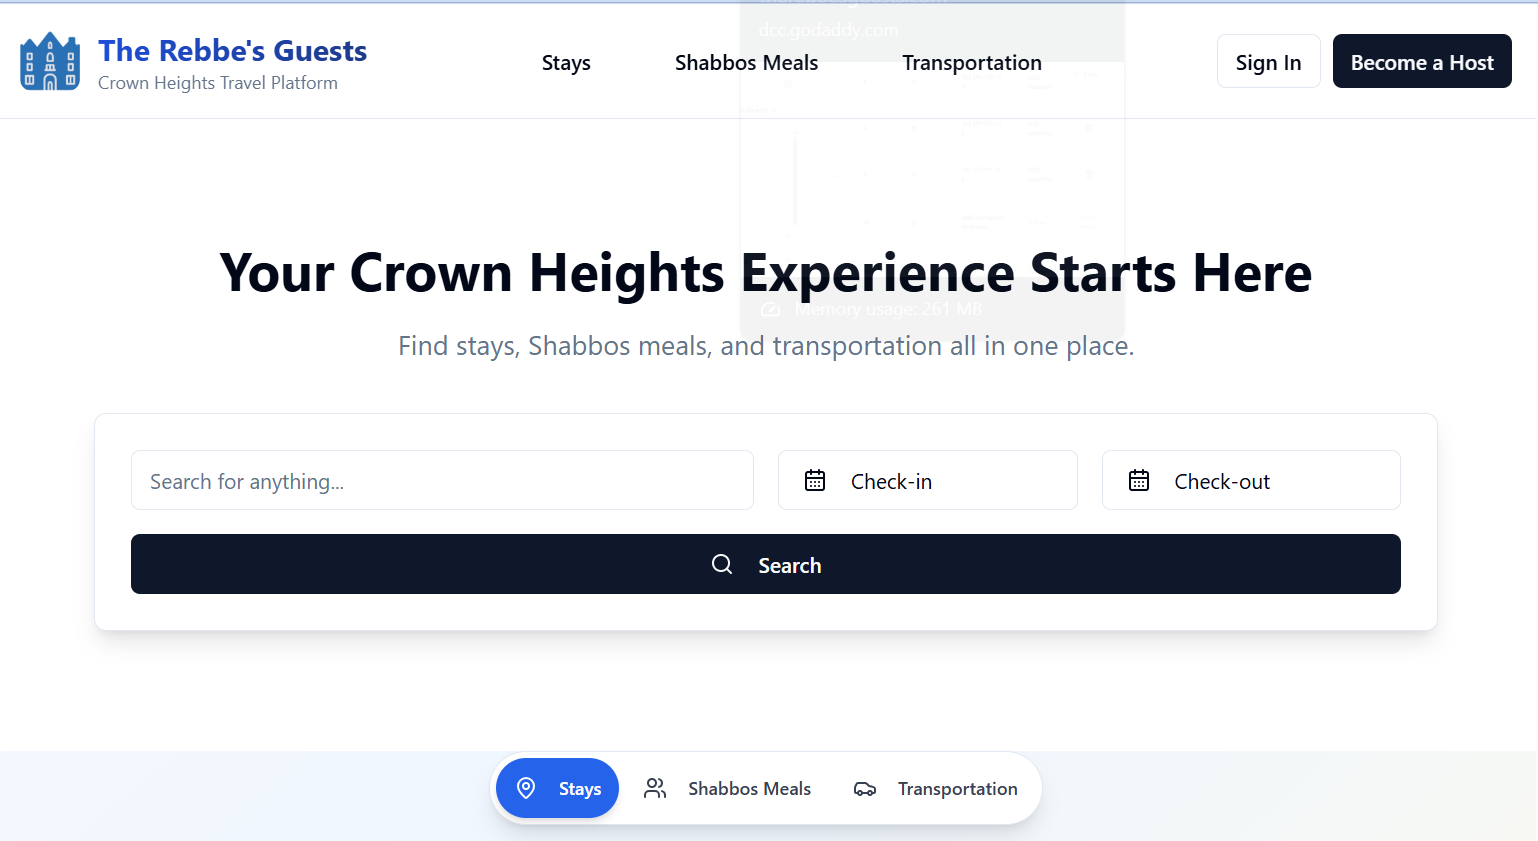 dcc.godaddy.com
The Rebbe's Guests
Crown Heights Travel Platform
Stays
Shabbos Meals
Transportation
Sign In
Become a Host
Your Crown Heights Experience Starts Here
Memory usage: 261 MB
Find stays, Shabbos meals, and transportation all in one place.
Search for anything...
Check-in
Check-out
Search
Stays
Shabbos Meals
Transportation